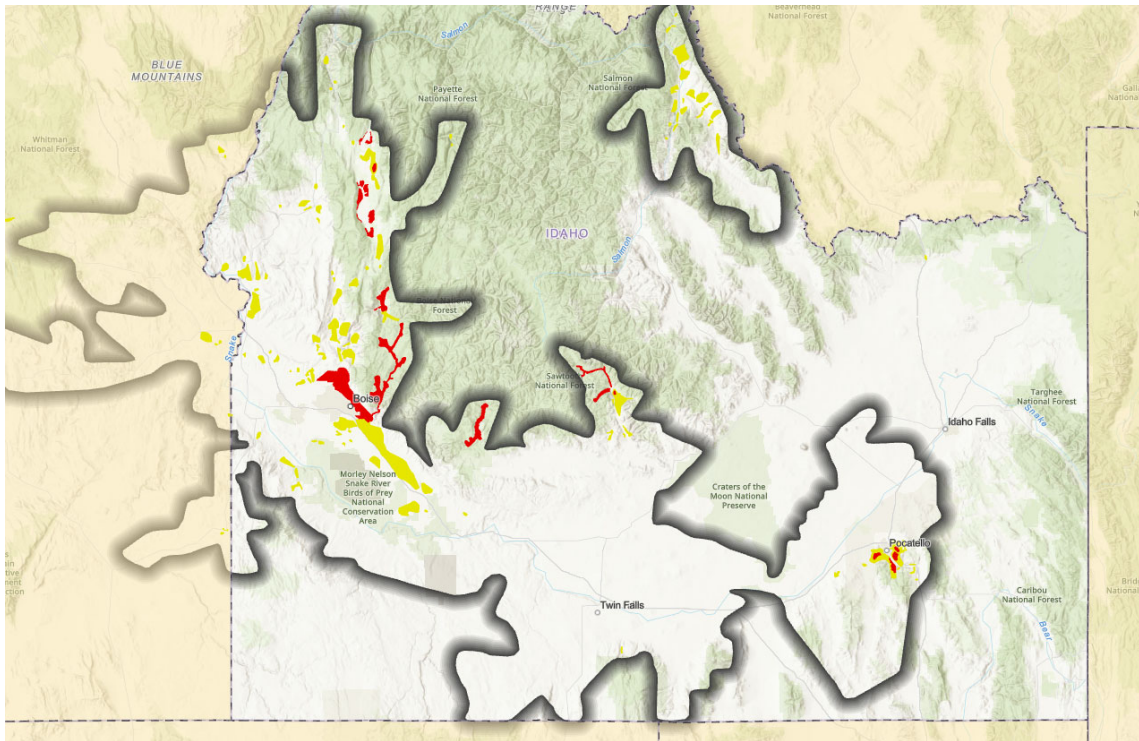 RANGE
Beaverhead
National Forest
Salmon
BLUE
MOUNTAINS
Payette
National Forest
Salmon
National Forest
Whitman
National Forest
IDAHO
Salmon
Forest
Snake
Sawtooth
National Forest
Boise
Targhee
National Forest
Snake
Idaho Falls
Morley Nelson
Snake River
Birds of Prey
National
Conservation
Area
Craters of the
Moon National
Preserve
Pocatello
Caribou
National Forest
Twin Falls
Bear